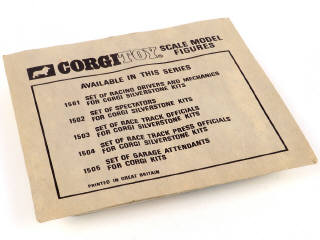 CORGI TOY® SCALE MODEL
FIGURES
AVAILABLE IN THIS SERIES
1501 SET OF RACING DRIVERS AND MECHANICS
FOR CORGI SILVERSTONE KITS
1502 SET OF SPECTATORS
FOR CORGI SILVERSTONE KITS
1503 SET OF RACE TRACK OFFICIALS
FOR CORGI SILVERSTONE KITS
1504 SET OF RACE TRACK PRESS OFFICIALS
FOR CORGI SILVERSTONE KITS
1505 SET OF GARAGE ATTENDANTS
FOR CORGI KITS
PRINTED IN GREAT BRITAIN